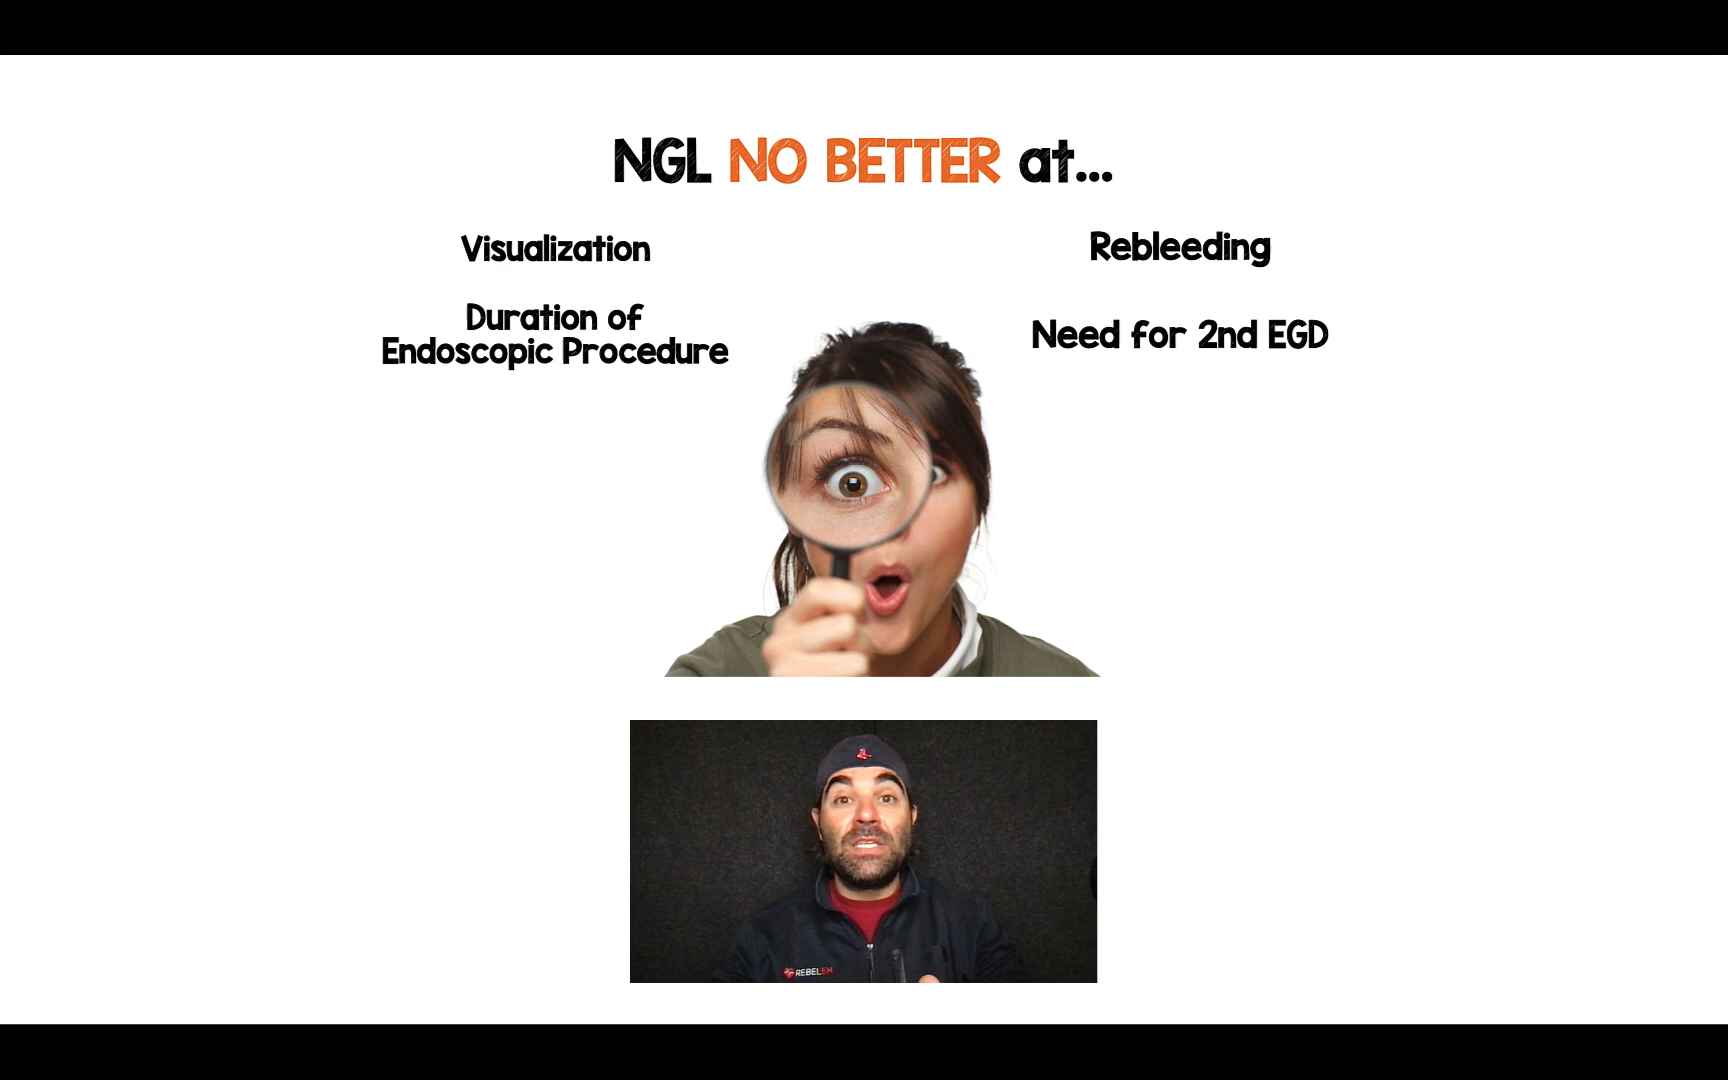 NGL NO BETTER at...
Visualization
Duration of
Endoscopic Procedure
Rebleeding
Need for 2nd EGD
REBELEM